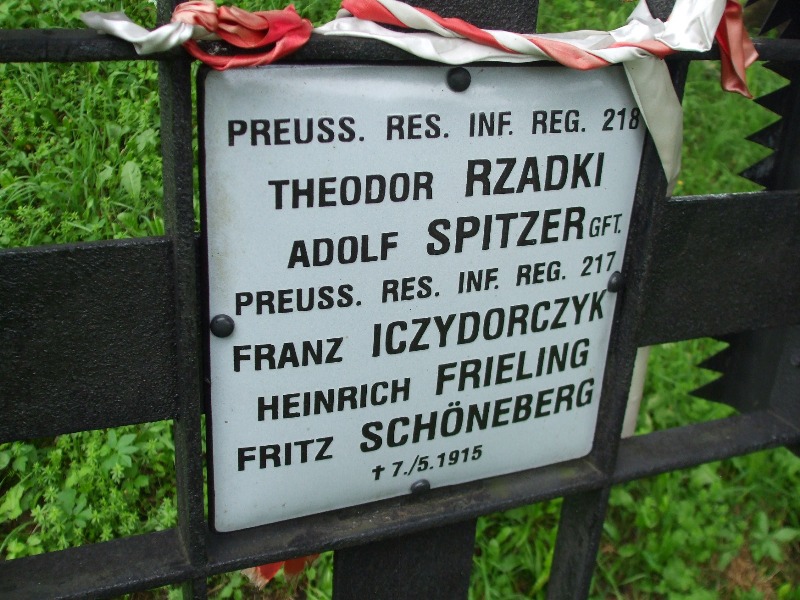 PREUSS. RES. INF. REG. 218
THEODOR RZADKI
ADOLF SPITZER GFT.
PREUSS. RES. INF. REG. 217
FRANZ ICZYDORCZYK
HEINRICH FRIELING
FRITZ SCHÖNEBERG
✝ 7./5.1915